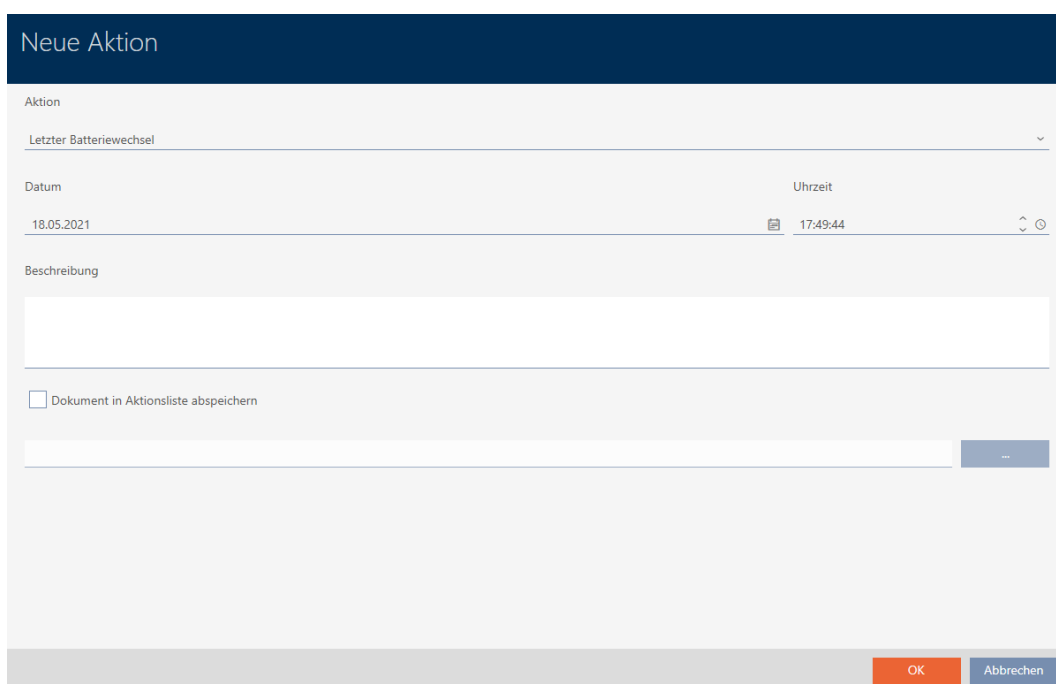 Neue Aktion
Aktion
Letzter Batteriewechsel
Datum Uhrzeit
18.05.2021 17:49:44
Beschreibung
Dokument in Aktionsliste abspeichern
...
OK Abbrechen